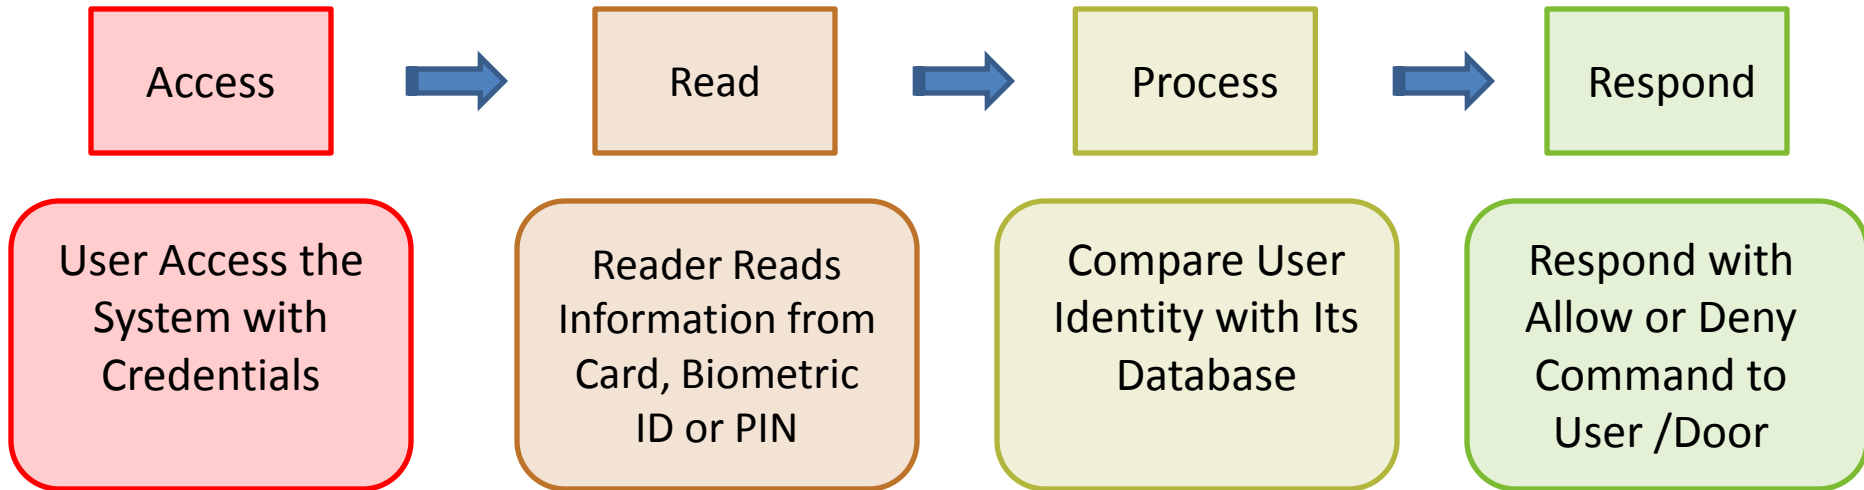 Access
Read
Process
Respond
User Access the
System with
Credentials
Reader Reads
Information from
Card, Biometric
ID or PIN
Compare User
Identity with Its
Database
Respond with
Allow or Deny
Command to
User /Door